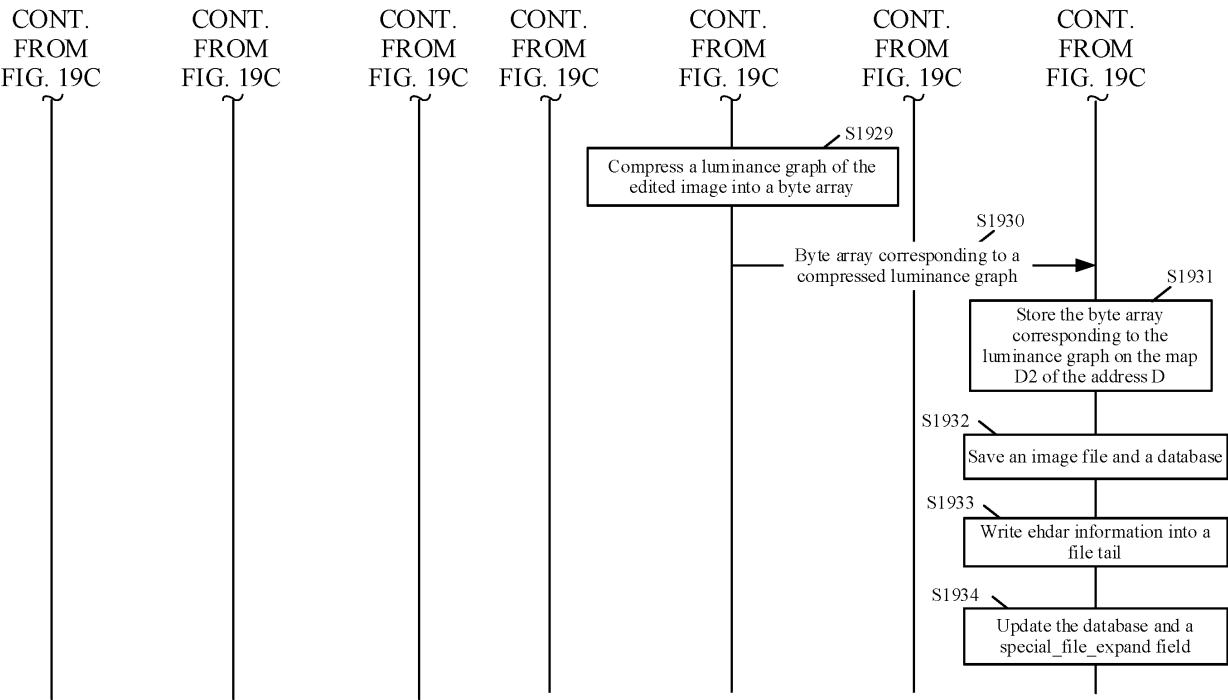 CONT.
FROM
FIG. 19C
CONT.
FROM
FIG. 19C
CONT.
FROM
FIG. 19C
CONT.
FROM
FIG. 19C
CONT.
FROM
FIG. 19C
CONT.
FROM
FIG. 19C
CONT.
FROM
FIG. 19C
S1929
Compress a luminance graph of the
edited image into a byte array
S1930
Byte array corresponding to a
compressed luminance graph
S1931
Store the byte array
corresponding to the
luminance graph on the map
D2 of the address D
S1932
Save an image file and a database
S1933
Write ehdar information into a
file tail
S1934
Update the database and a
special_file_expand field